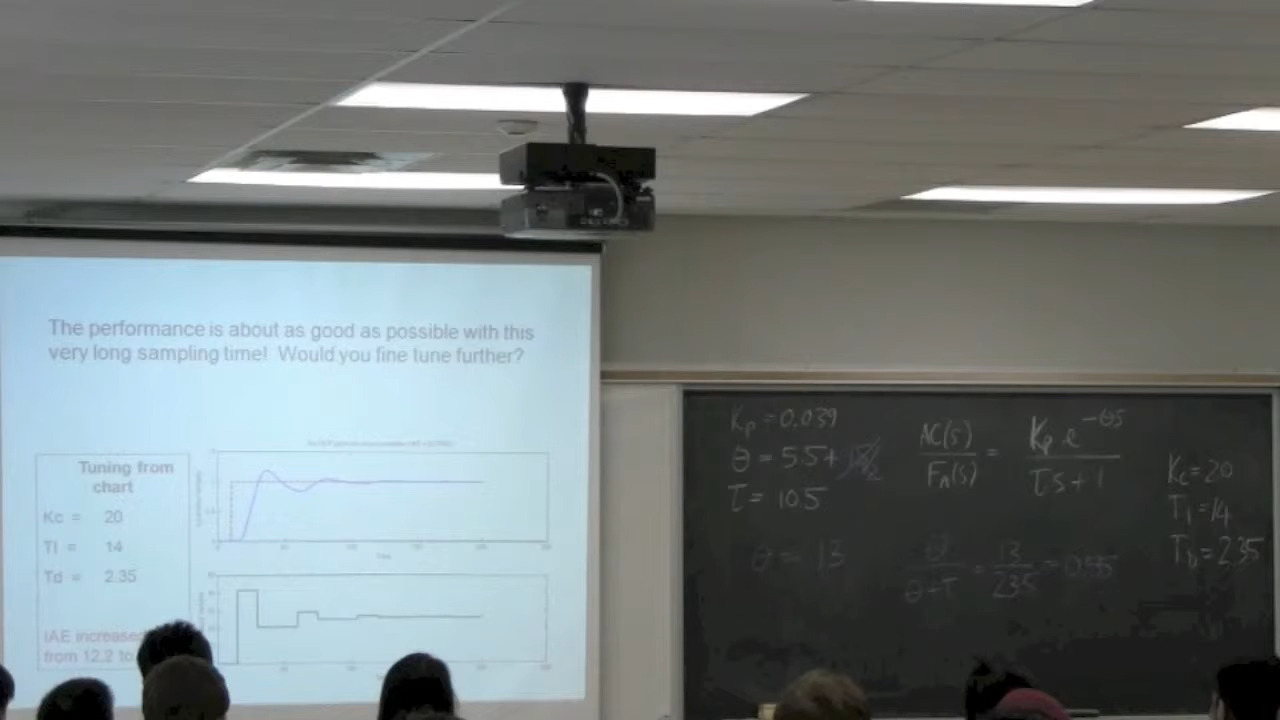 The performance is about as good as possible with this
very long sampling time! Would you fine tune further?
Tuning from
chart
Kc = 20
TI = 14
Td = 2.35
IAE increased
from 12.2 to
Kp = 0.039
θ = 5.5+
τ = 10.5
θ = 13
AC(s)/FA(s) = Kp e^-θs/τs+1
θ/θ+τ = 13/23.5 = 0.55
Kc = 20
TI = 14
TD = 2.35